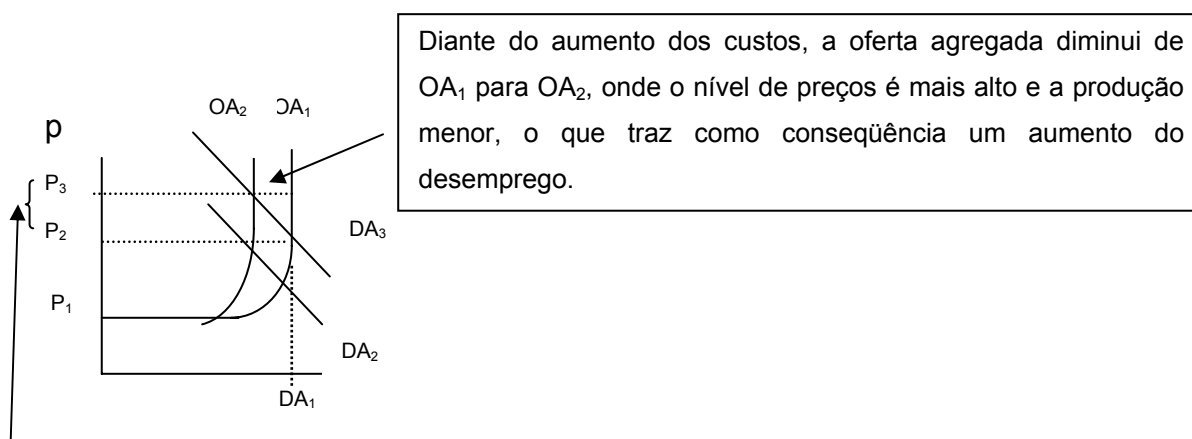 Diante do aumento dos custos, a oferta agregada diminui de
OA₁ para OA₂, onde o nível de preços é mais alto e a produção
menor, o que traz como conseqüência um aumento do
desemprego.
OA₂ OA₁
p
P₃
P₂
DA₃
P₁
DA₂
DA₁